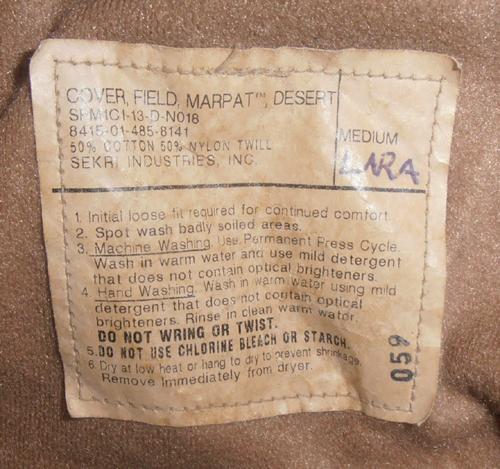 COVER, FIELD, MARPAT™, DESERT
SPM1C1-13-D-N018
8415-01-485-8141
50% COTTON 50% NYLON TWILL
SEKRI INDUSTRIES, INC.
MEDIUM
LARA
1. Initial loose fit required for continued comfort.
2. Spot wash badly soiled areas.
3. Machine Washing. Use Permanent Press Cycle.
Wash in warm water and use mild detergent
that does not contain optical brighteners.
4. Hand Washing. Wash in warm water using mild
detergent that does not contain optical
brighteners. Rinse in clean warm water.
DO NOT WRING OR TWIST.
5. DO NOT USE CHLORINE BLEACH OR STARCH.
6. Dry at low heat or hang to dry to prevent shrinkage.
Remove Immediately from dryer.
059